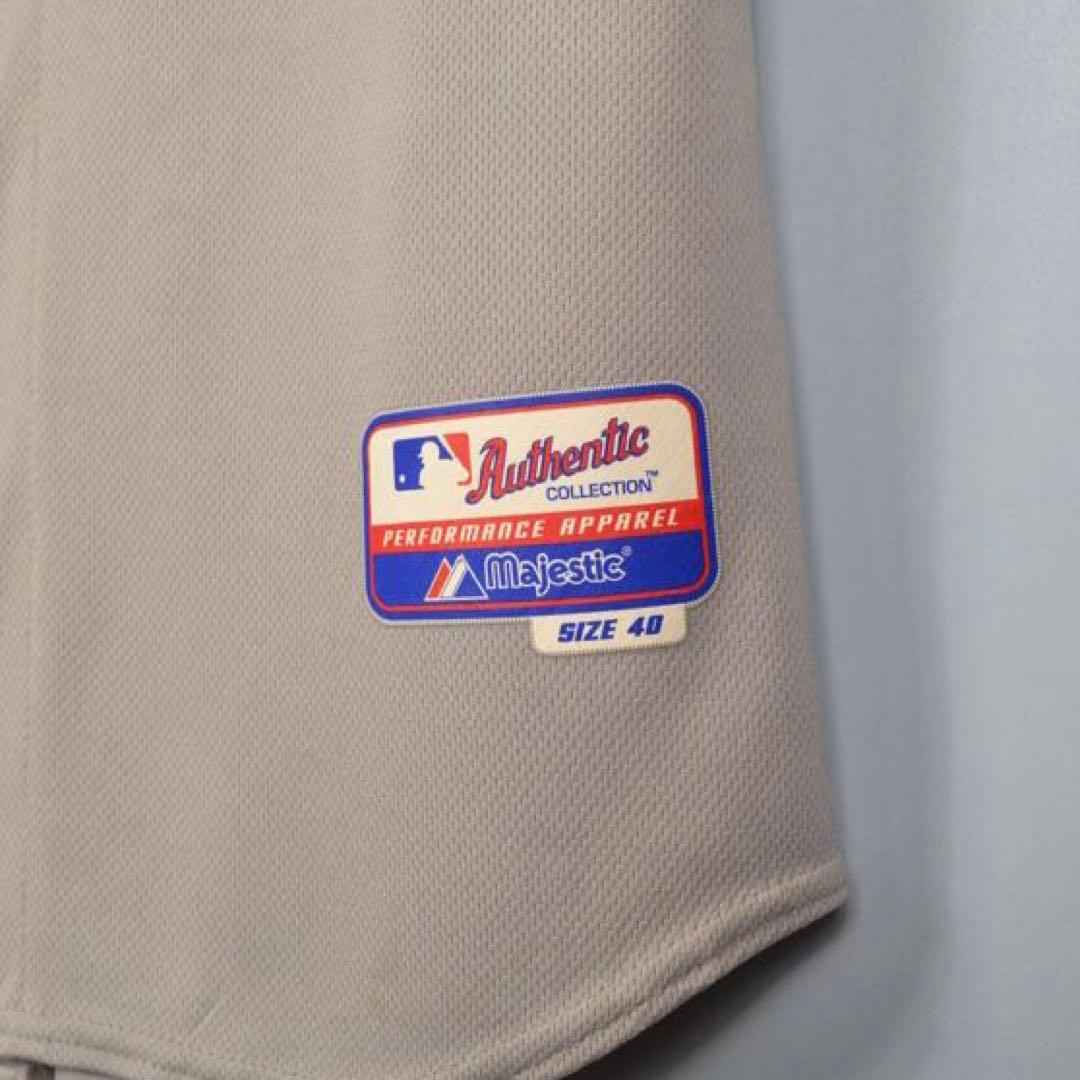 Authentic
COLLECTION™
PERFORMANCE APPAREL
Majestic®
SIZE 40